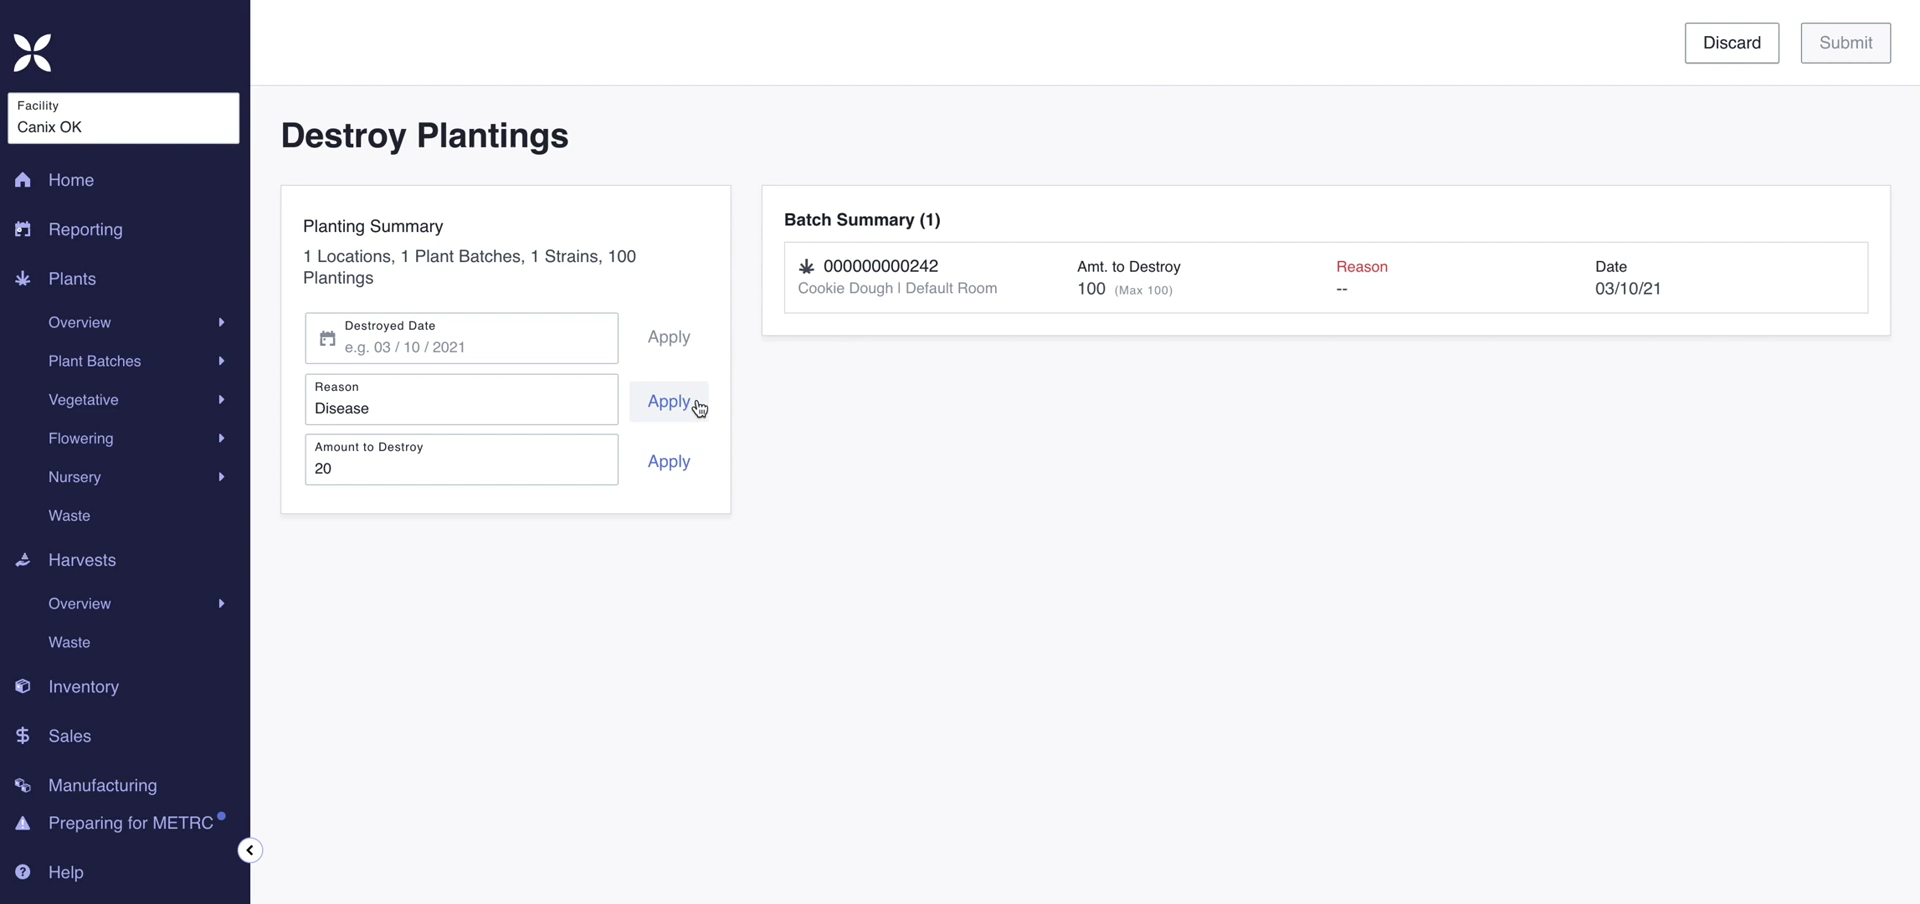 Discard
Submit
Facility
Canix OK
Home
Reporting
Plants
Overview
Plant Batches
Vegetative
Flowering
Nursery
Waste
Harvests
Overview
Waste
Inventory
Sales
Manufacturing
Preparing for METRC
Help
Destroy Plantings
Planting Summary
1 Locations, 1 Plant Batches, 1 Strains, 100
Plantings
Destroyed Date
e.g. 03 / 10 / 2021
Apply
Reason
Disease
Apply
Amount to Destroy
20
Apply
Batch Summary (1)
000000000242
Cookie Dough | Default Room
Amt. to Destroy
100 (Max 100)
Reason
--
Date
03/10/21